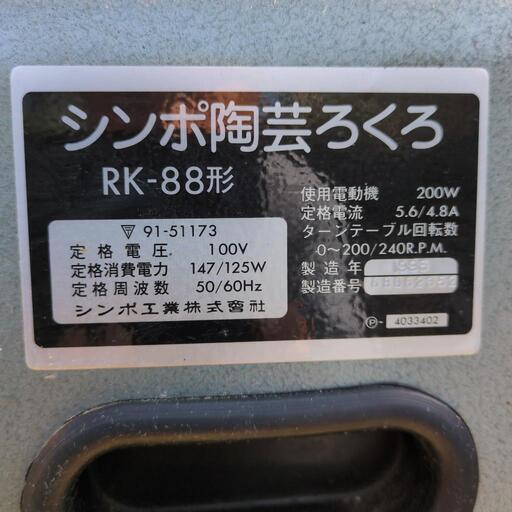 シンポ陶芸ろくろ
RK-88形
▽ 91-51173
定格電圧 100V
定格消費電力 147/125W
定格周波数 50/60Hz
シンポ工業株式会社
使用電動機 200W
定格電流 5.6/4.8A
ターンテーブル回転数
0〜200/240R.P.M.
製造年
製造番号
Ⓟ- 4033402